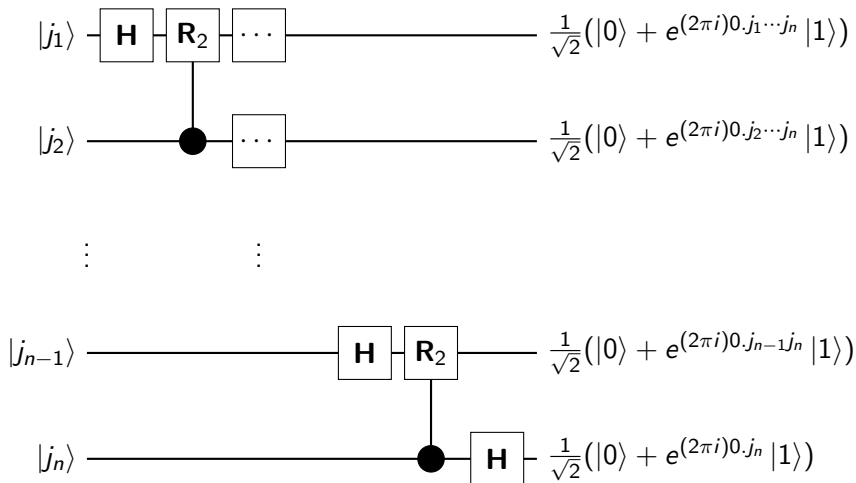 |j₁⟩ H R₂ ··· 1/√2(|0⟩ + e^{(2πi)0.j₁···jₙ} |1⟩)
|j₂⟩ ··· 1/√2(|0⟩ + e^{(2πi)0.j₂···jₙ} |1⟩)
⋮ ⋮
|jₙ₋₁⟩ H R₂ 1/√2(|0⟩ + e^{(2πi)0.jₙ₋₁jₙ} |1⟩)
|jₙ⟩ H 1/√2(|0⟩ + e^{(2πi)0.jₙ} |1⟩)